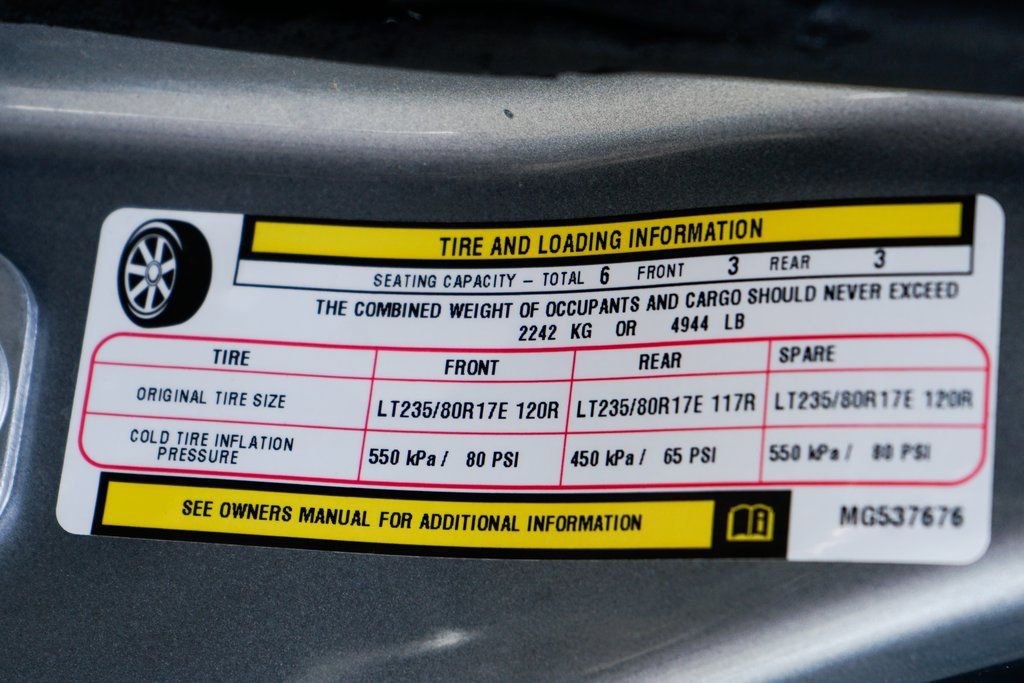 TIRE AND LOADING INFORMATION
SEATING CAPACITY – TOTAL 6 FRONT 3 REAR 3
THE COMBINED WEIGHT OF OCCUPANTS AND CARGO SHOULD NEVER EXCEED
2242 KG OR 4944 LB
TIRE FRONT REAR SPARE
ORIGINAL TIRE SIZE LT235/80R17E 120R LT235/80R17E 117R LT235/80R17E 120R
COLD TIRE INFLATION
PRESSURE 550 kPa / 80 PSI 450 kPa / 65 PSI 550 kPa / 80 PSI
SEE OWNERS MANUAL FOR ADDITIONAL INFORMATION
MG537676